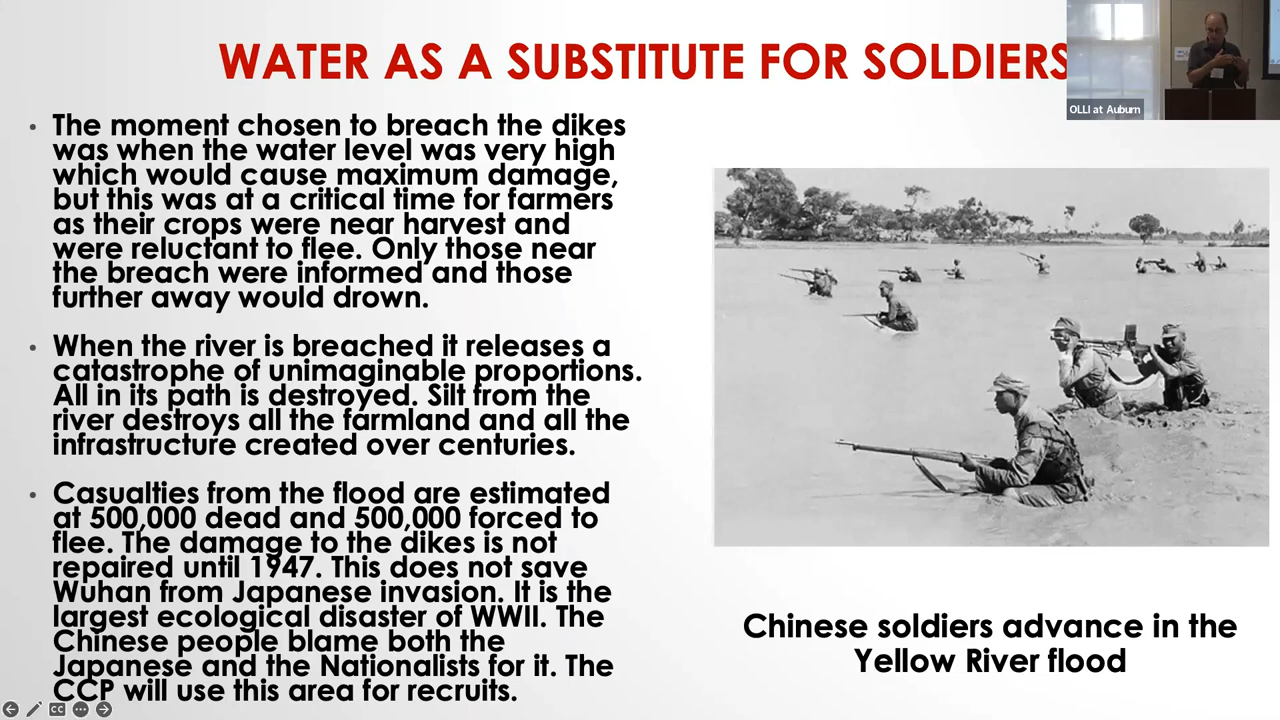 WATER AS A SUBSTITUTE FOR SOLDIERS
OLLI at Auburn
• The moment chosen to breach the dikes
was when the water level was very high
which would cause maximum damage,
but this was at a critical time for farmers
as their crops were near harvest and
were reluctant to flee. Only those near
the breach were informed and those
further away would drown.
• When the river is breached it releases a
catastrophe of unimaginable proportions.
All in its path is destroyed. Silt from the
river destroys all the farmland and all the
infrastructure created over centuries.
• Casualties from the flood are estimated
at 500,000 dead and 500,000 forced to
flee. The damage to the dikes is not
repaired until 1947. This does not save
Wuhan from Japanese invasion. It is the
largest ecological disaster of WWII. The
Chinese people blame both the
Japanese and the Nationalists for it. The
CCP will use this area for recruits.
Chinese soldiers advance in the
Yellow River flood
CC